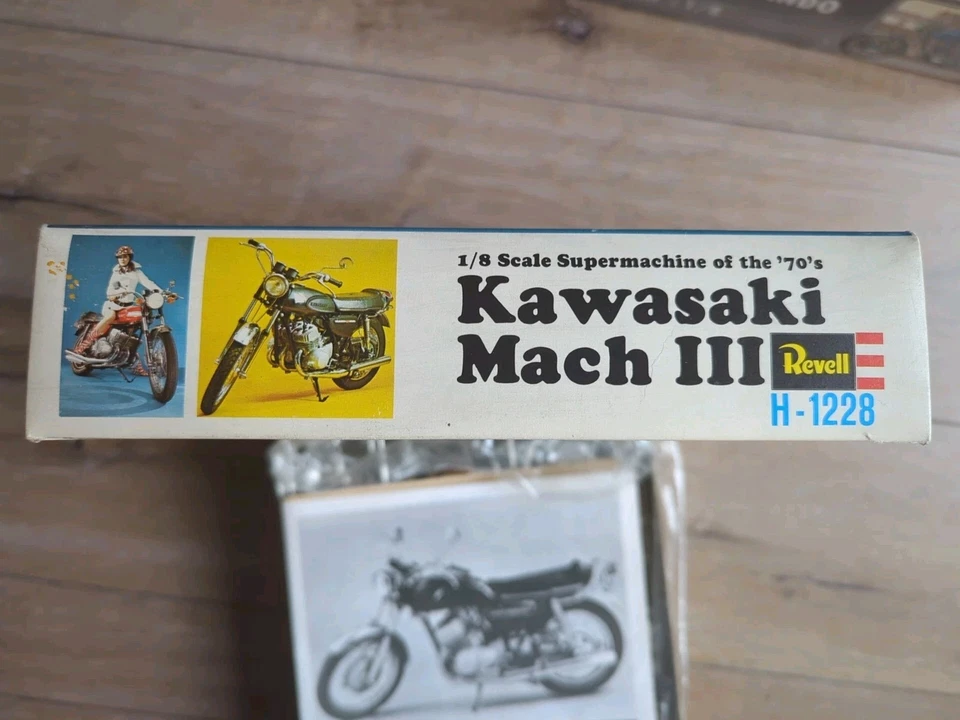 1/8 Scale Supermachine of the '70's
Kawasaki
Mach III
Revell
H-1228